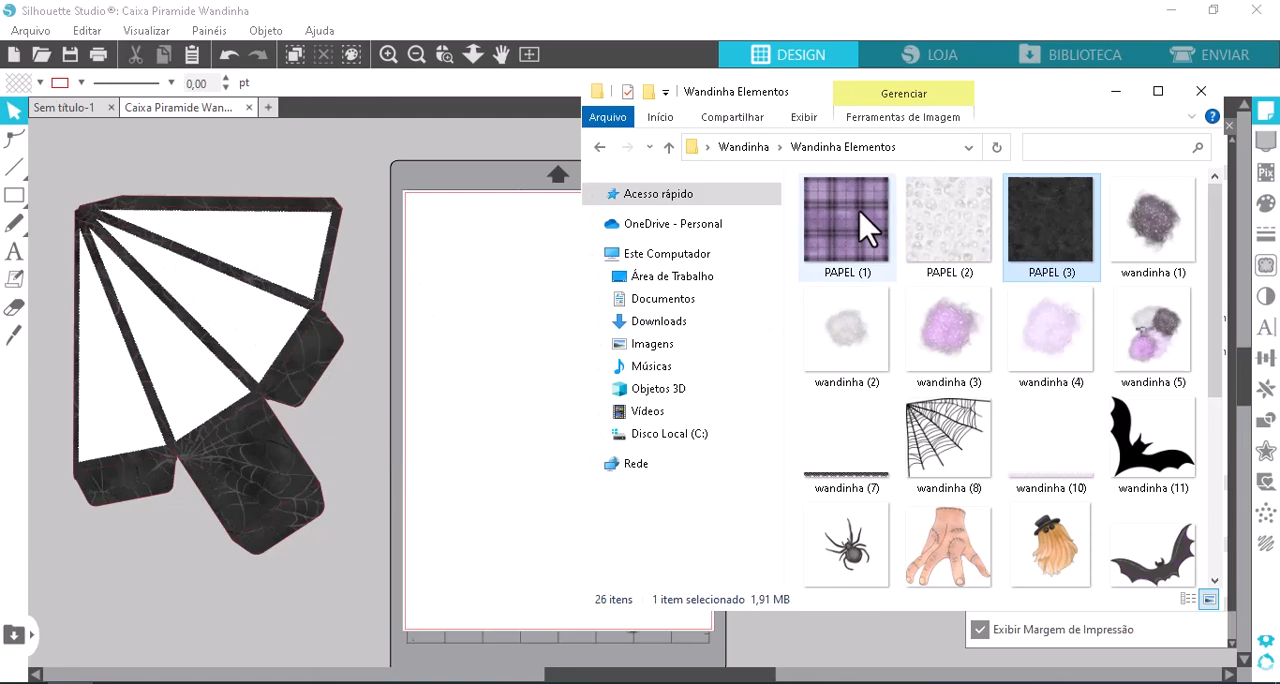 Silhouette Studio®: Caixa Piramide Wandinha
Arquivo Editar Visualizar Painéis Objeto Ajuda
DESIGN LOJA BIBLIOTECA ENVIAR
0,00 pt
Sem título-1 Caixa Piramide Wan...
Wandinha Elementos
Gerenciar
Arquivo Início Compartilhar Exibir Ferramentas de Imagem
Wandinha Wandinha Elementos
Acesso rápido
OneDrive - Personal
Este Computador
Área de Trabalho
Documentos
Downloads
Imagens
Músicas
Objetos 3D
Vídeos
Disco Local (C:)
Rede
PAPEL (1) PAPEL (2) PAPEL (3) wandinha (1)
wandinha (2) wandinha (3) wandinha (4) wandinha (5)
wandinha (7) wandinha (8) wandinha (10) wandinha (11)
26 itens 1 item selecionado 1,91 MB
Exibir Margem de Impressão
Pix
A
A